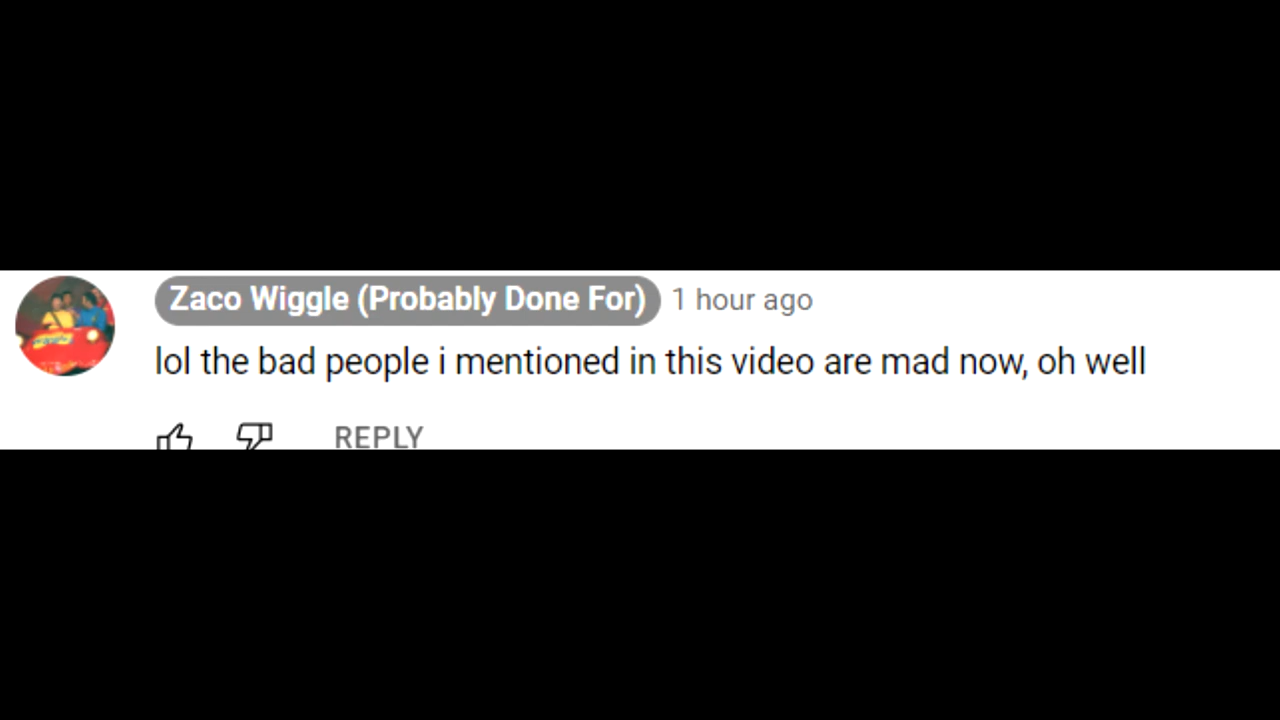 Zaco Wiggle (Probably Done For) 1 hour ago
lol the bad people i mentioned in this video are mad now, oh well
REPLY